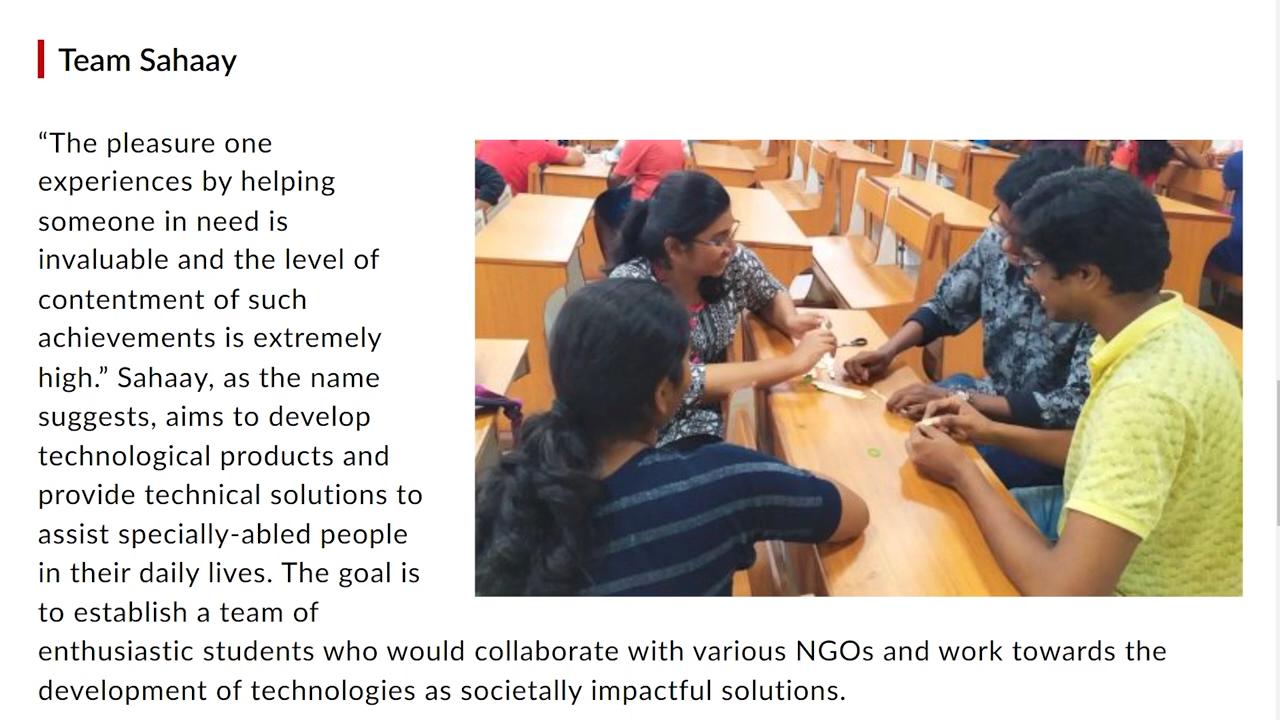 Team Sahaay
“The pleasure one
experiences by helping
someone in need is
invaluable and the level of
contentment of such
achievements is extremely
high.” Sahaay, as the name
suggests, aims to develop
technological products and
provide technical solutions to
assist specially-abled people
in their daily lives. The goal is
to establish a team of
enthusiastic students who would collaborate with various NGOs and work towards the
development of technologies as societally impactful solutions.